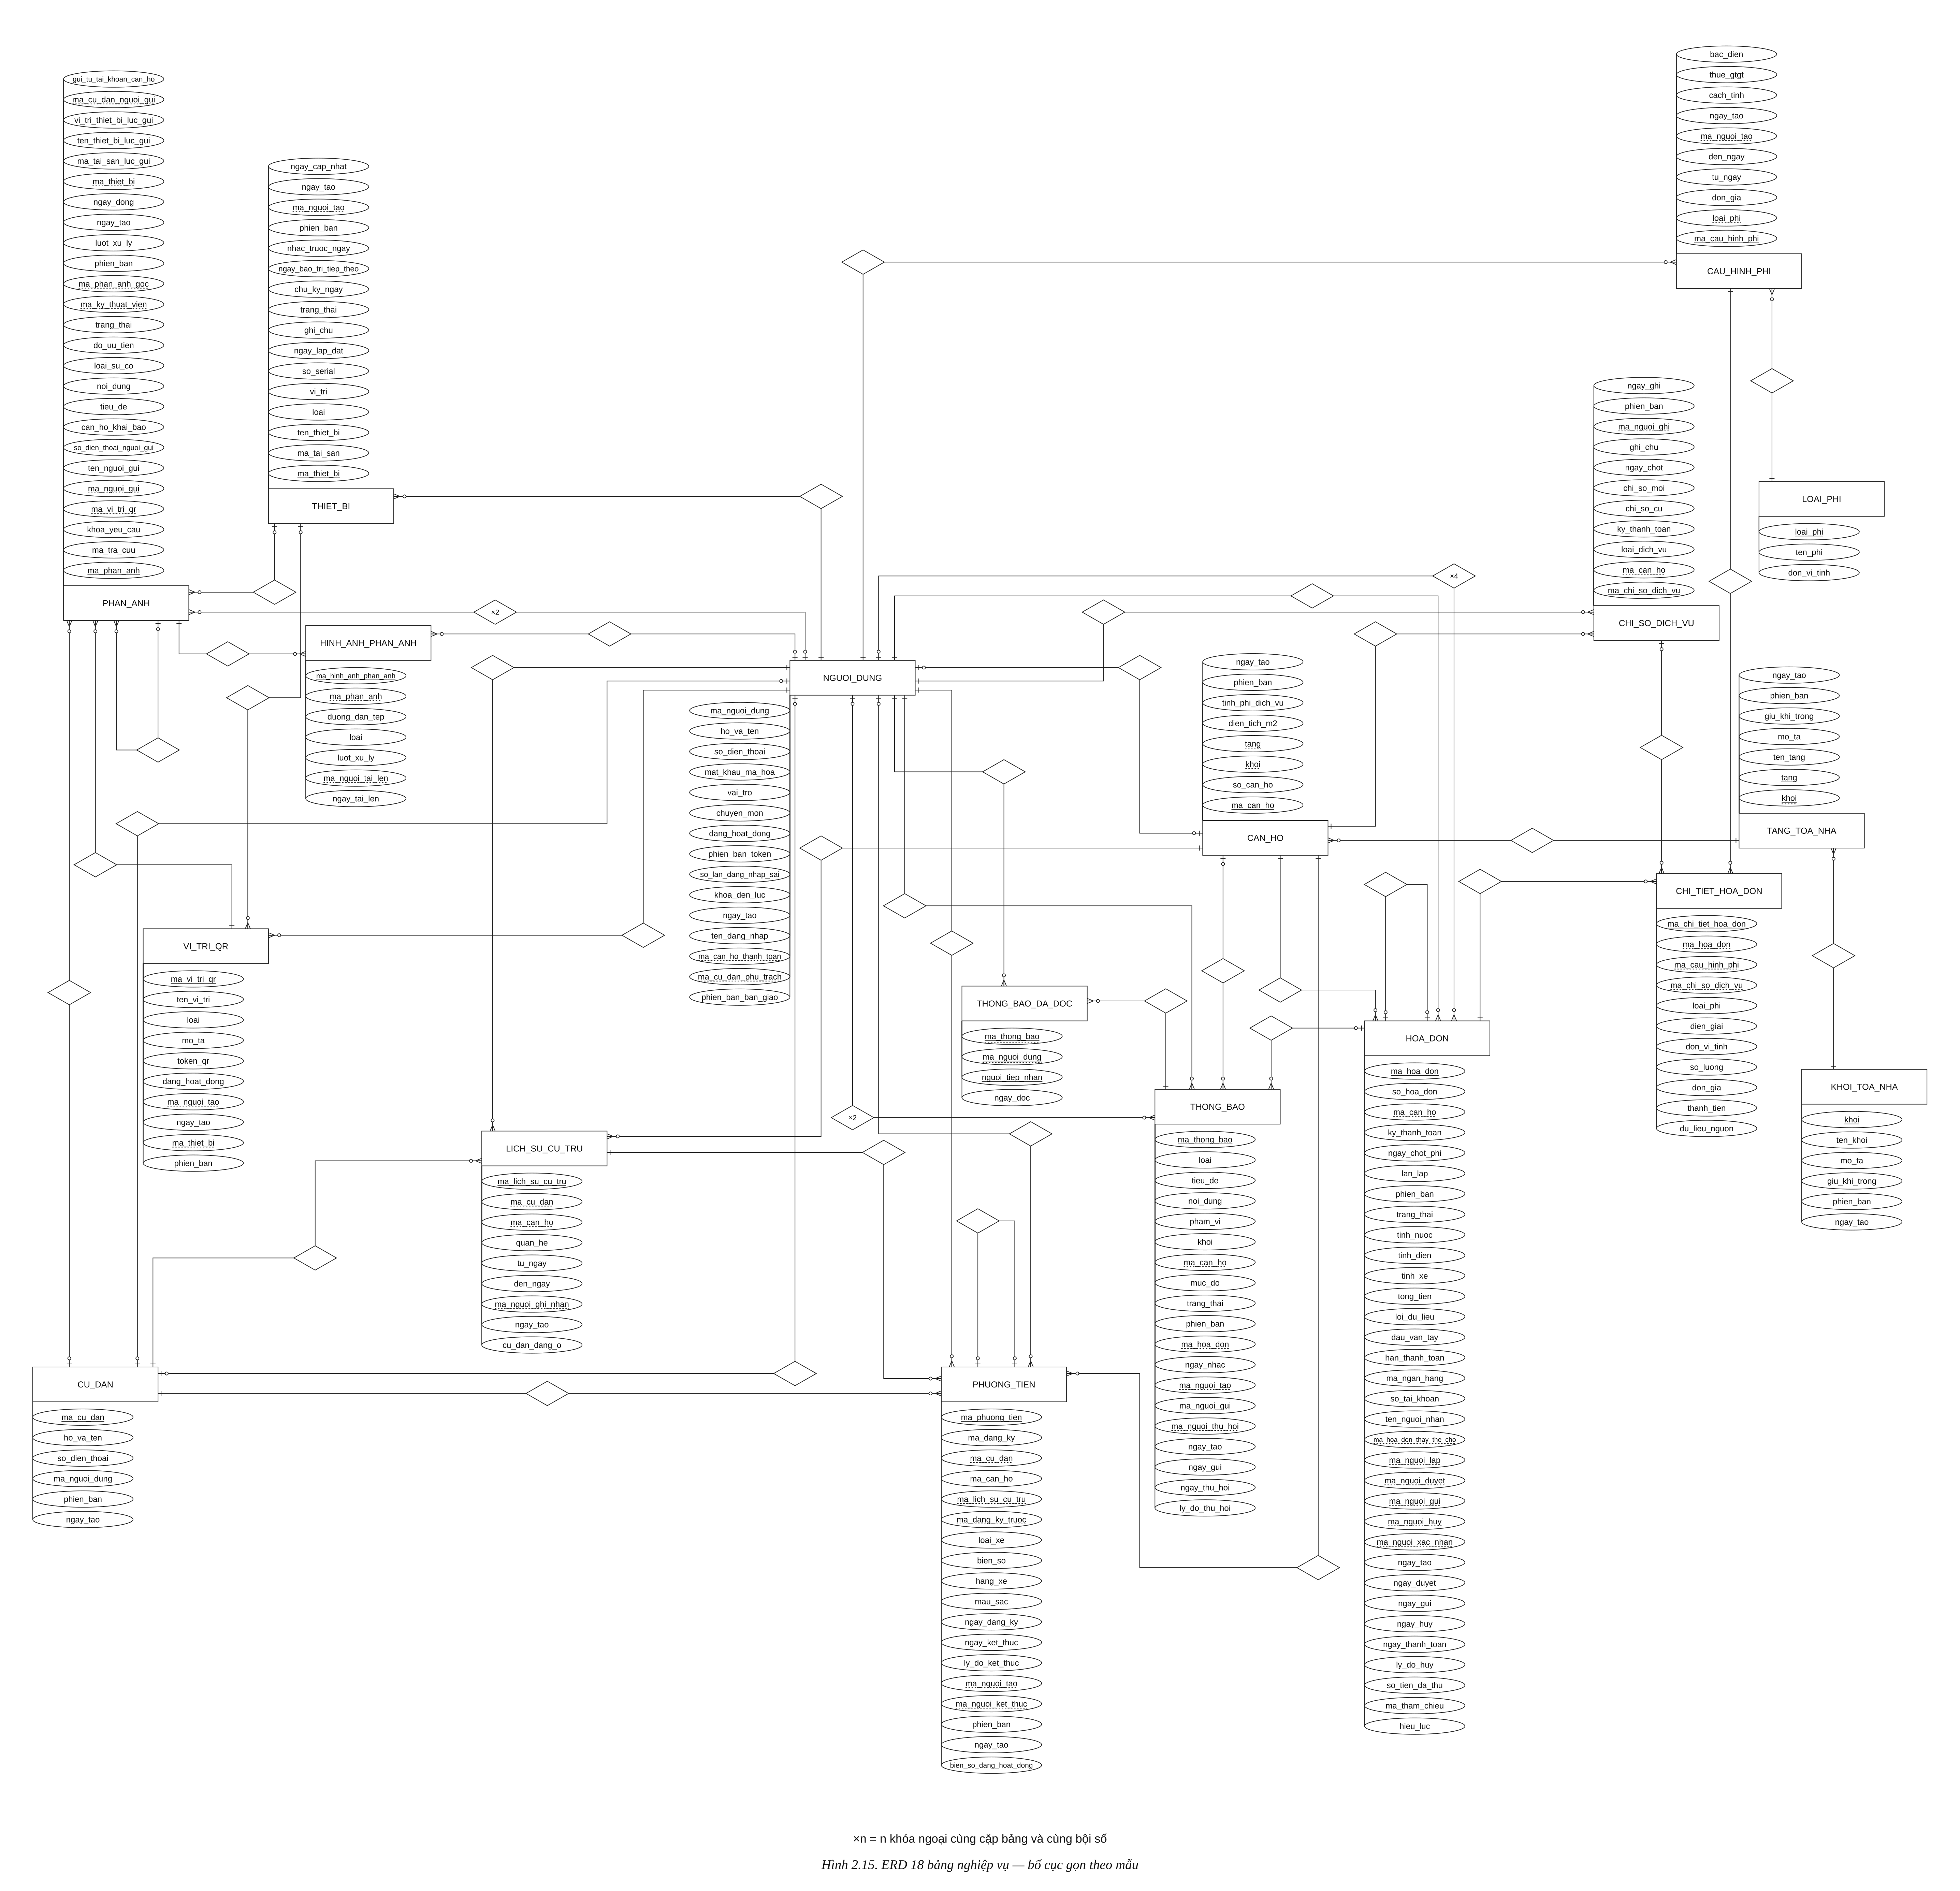 gui_tu_tai_khoan_can_ho
ma_cu_dan_nguoi_gui
vi_tri_thiet_bi_luc_gui
ten_thiet_bi_luc_gui
ma_tai_san_luc_gui
ma_thiet_bi
ngay_dong
ngay_tao
luot_xu_ly
phien_ban
ma_phan_anh_goc
ma_ky_thuat_vien
trang_thai
do_uu_tien
loai_su_co
noi_dung
tieu_de
can_ho_khai_bao
so_dien_thoai_nguoi_gui
ten_nguoi_gui
ma_nguoi_gui
ma_vi_tri_qr
khoa_yeu_cau
ma_tra_cuu
ma_phan_anh
PHAN_ANH
ngay_cap_nhat
ngay_tao
ma_nguoi_tao
phien_ban
nhac_truoc_ngay
ngay_bao_tri_tiep_theo
chu_ky_ngay
trang_thai
ghi_chu
ngay_lap_dat
so_serial
vi_tri
loai
ten_thiet_bi
ma_tai_san
ma_thiet_bi
THIET_BI
bac_dien
thue_gtgt
cach_tinh
ngay_tao
ma_nguoi_tao
den_ngay
tu_ngay
don_gia
loai_phi
ma_cau_hinh_phi
CAU_HINH_PHI
LOAI_PHI
loai_phi
ten_phi
don_vi_tinh
ngay_ghi
phien_ban
ma_nguoi_ghi
ghi_chu
ngay_chot
chi_so_moi
chi_so_cu
ky_thanh_toan
loai_dich_vu
ma_can_ho
ma_chi_so_dich_vu
CHI_SO_DICH_VU
×4
×2
HINH_ANH_PHAN_ANH
ma_hinh_anh_phan_anh
ma_phan_anh
duong_dan_tep
loai
luot_xu_ly
ma_nguoi_tai_len
ngay_tai_len
NGUOI_DUNG
ma_nguoi_dung
ho_va_ten
so_dien_thoai
mat_khau_ma_hoa
vai_tro
chuyen_mon
dang_hoat_dong
phien_ban_token
so_lan_dang_nhap_sai
khoa_den_luc
ngay_tao
ten_dang_nhap
ma_can_ho_thanh_toan
ma_cu_dan_phu_trach
phien_ban_ban_giao
ngay_tao
phien_ban
tinh_phi_dich_vu
dien_tich_m2
tang
khoi
so_can_ho
ma_can_ho
CAN_HO
ngay_tao
phien_ban
giu_khi_trong
mo_ta
ten_tang
tang
khoi
TANG_TOA_NHA
CHI_TIET_HOA_DON
ma_chi_tiet_hoa_don
ma_hoa_don
ma_cau_hinh_phi
ma_chi_so_dich_vu
loai_phi
dien_giai
don_vi_tinh
so_luong
don_gia
thanh_tien
du_lieu_nguon
KHOI_TOA_NHA
khoi
ten_khoi
mo_ta
giu_khi_trong
phien_ban
ngay_tao
VI_TRI_QR
ma_vi_tri_qr
ten_vi_tri
loai
mo_ta
token_qr
dang_hoat_dong
ma_nguoi_tao
ngay_tao
ma_thiet_bi
phien_ban
THONG_BAO_DA_DOC
ma_thong_bao
ma_nguoi_dung
nguoi_tiep_nhan
ngay_doc
×2
THONG_BAO
ma_thong_bao
loai
tieu_de
noi_dung
pham_vi
khoi
ma_can_ho
muc_do
trang_thai
phien_ban
ma_hoa_don
ngay_nhac
ma_nguoi_tao
ma_nguoi_gui
ma_nguoi_thu_hoi
ngay_tao
ngay_gui
ngay_thu_hoi
ly_do_thu_hoi
HOA_DON
ma_hoa_don
so_hoa_don
ma_can_ho
ky_thanh_toan
ngay_chot_phi
lan_lap
phien_ban
trang_thai
tinh_nuoc
tinh_dien
tinh_xe
tong_tien
loi_du_lieu
dau_van_tay
han_thanh_toan
ma_ngan_hang
so_tai_khoan
ten_nguoi_nhan
ma_hoa_don_thay_the_cho
ma_nguoi_lap
ma_nguoi_duyet
ma_nguoi_gui
ma_nguoi_huy
ma_nguoi_xac_nhan
ngay_tao
ngay_duyet
ngay_gui
ngay_huy
ngay_thanh_toan
ly_do_huy
so_tien_da_thu
ma_tham_chieu
hieu_luc
LICH_SU_CU_TRU
ma_lich_su_cu_tru
ma_cu_dan
ma_can_ho
quan_he
tu_ngay
den_ngay
ma_nguoi_ghi_nhan
ngay_tao
cu_dan_dang_o
CU_DAN
ma_cu_dan
ho_va_ten
so_dien_thoai
ma_nguoi_dung
phien_ban
ngay_tao
PHUONG_TIEN
ma_phuong_tien
ma_dang_ky
ma_cu_dan
ma_can_ho
ma_lich_su_cu_tru
ma_dang_ky_truoc
loai_xe
bien_so
hang_xe
mau_sac
ngay_dang_ky
ngay_ket_thuc
ly_do_ket_thuc
ma_nguoi_tao
ma_nguoi_ket_thuc
phien_ban
ngay_tao
bien_so_dang_hoat_dong
×n = n khóa ngoại cùng cặp bảng và cùng bội số
Hình 2.15. ERD 18 bảng nghiệp vụ — bố cục gọn theo mẫu